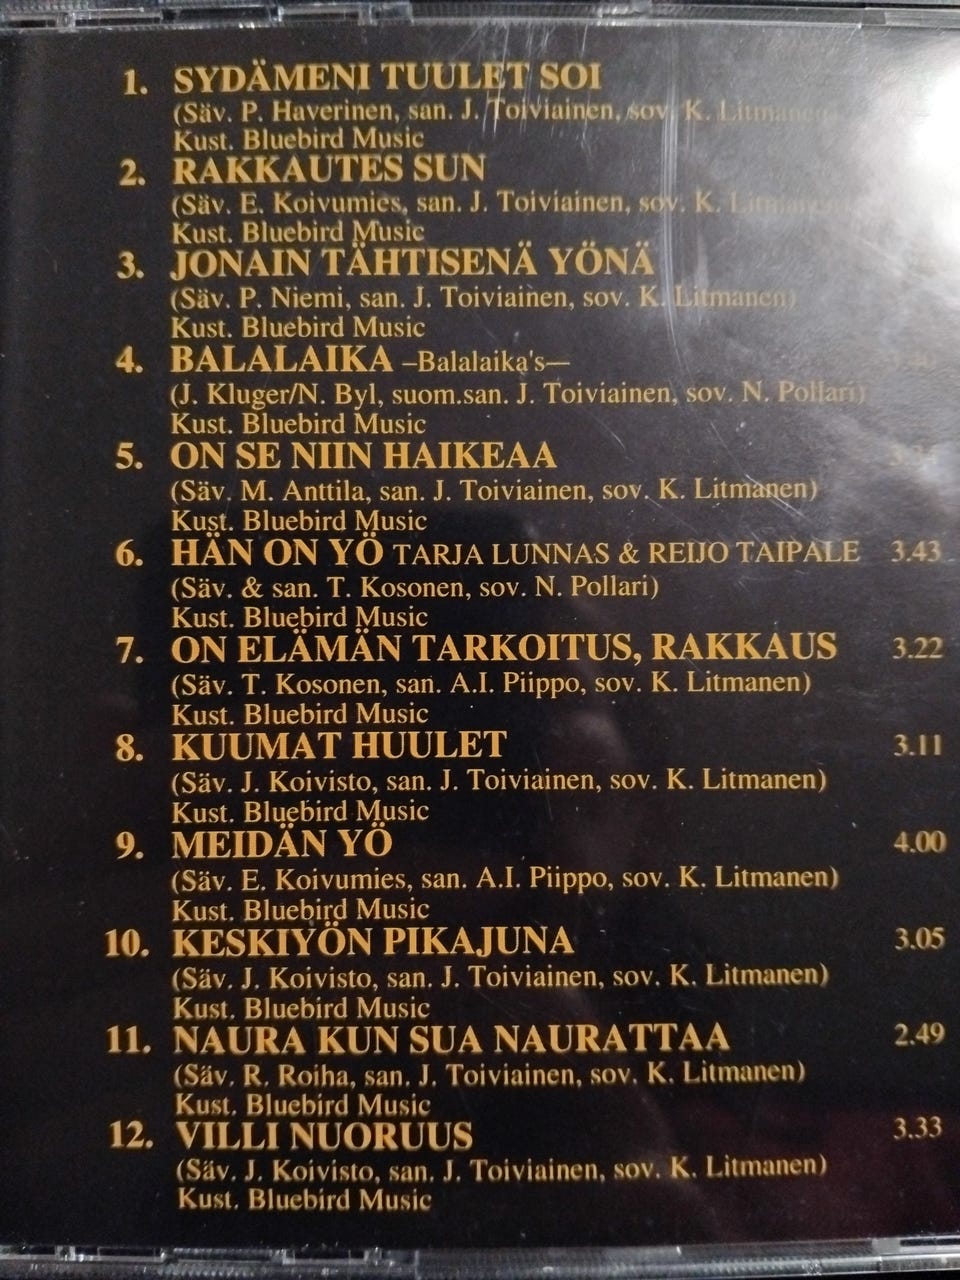 1. SYDÄMENI TUULET SOI
(Säv. P. Haverinen, san. J. Toiviainen, sov. K. Litmanen)
Kust. Bluebird Music
2. RAKKAUTES SUN
(Säv. E. Koivumies, san. J. Toiviainen, sov. K. Litmanen)
Kust. Bluebird Music
3. JONAIN TÄHTISENÄ YÖNÄ
(Säv. P. Niemi, san. J. Toiviainen, sov. K. Litmanen)
Kust. Bluebird Music
4. BALALAIKA –Balalaika's—
(J. Kluger/N. Byl, suom.san. J. Toiviainen, sov. N. Pollari)
Kust. Bluebird Music
5. ON SE NIIN HAIKEAA
(Säv. M. Anttila, san. J. Toiviainen, sov. K. Litmanen)
Kust. Bluebird Music
6. HÄN ON YÖ TARJA LUNNAS & REIJO TAIPALE 3.43
(Säv. & san. T. Kosonen, sov. N. Pollari)
Kust. Bluebird Music
7. ON ELÄMÄN TARKOITUS, RAKKAUS 3.22
(Säv. T. Kosonen, san. A.I. Piippo, sov. K. Litmanen)
Kust. Bluebird Music
8. KUUMAT HUULET 3.11
(Säv. J. Koivisto, san. J. Toiviainen, sov. K. Litmanen)
Kust. Bluebird Music
9. MEIDÄN YÖ 4.00
(Säv. E. Koivumies, san. A.I. Piippo, sov. K. Litmanen)
Kust. Bluebird Music
10. KESKIYÖN PIKAJUNA 3.05
(Säv. J. Koivisto, san. J. Toiviainen, sov. K. Litmanen)
Kust. Bluebird Music
11. NAURA KUN SUA NAURATTAA 2.49
(Säv. R. Roiha, san. J. Toiviainen, sov. K. Litmanen)
Kust. Bluebird Music
12. VILLI NUORUUS 3.33
(Säv. J. Koivisto, san. J. Toiviainen, sov. K. Litmanen)
Kust. Bluebird Music